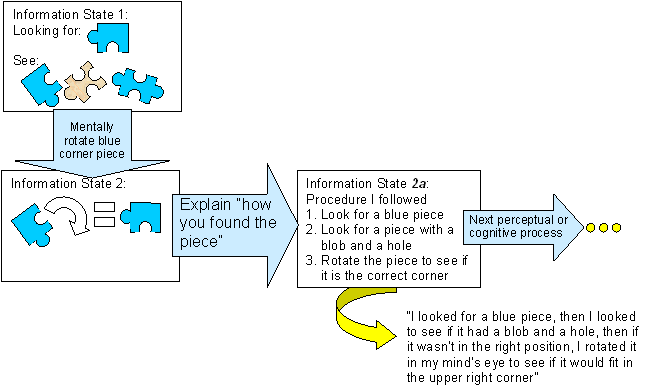 Information State 1:
Looking for:
See:
Mentally
rotate blue
corner piece
Information State 2:
Explain "how
you found the
piece"
Information State 2a:
Procedure I followed
1. Look for a blue piece
2. Look for a piece with a
blob and a hole
3. Rotate the piece to see if
it is the correct corner
Next perceptual or
cognitive process
"I looked for a blue piece, then I looked
to see if it had a blob and a hole, then if
it wasn't in the right position, I rotated it
in my mind's eye to see if it would fit in
the upper right corner"